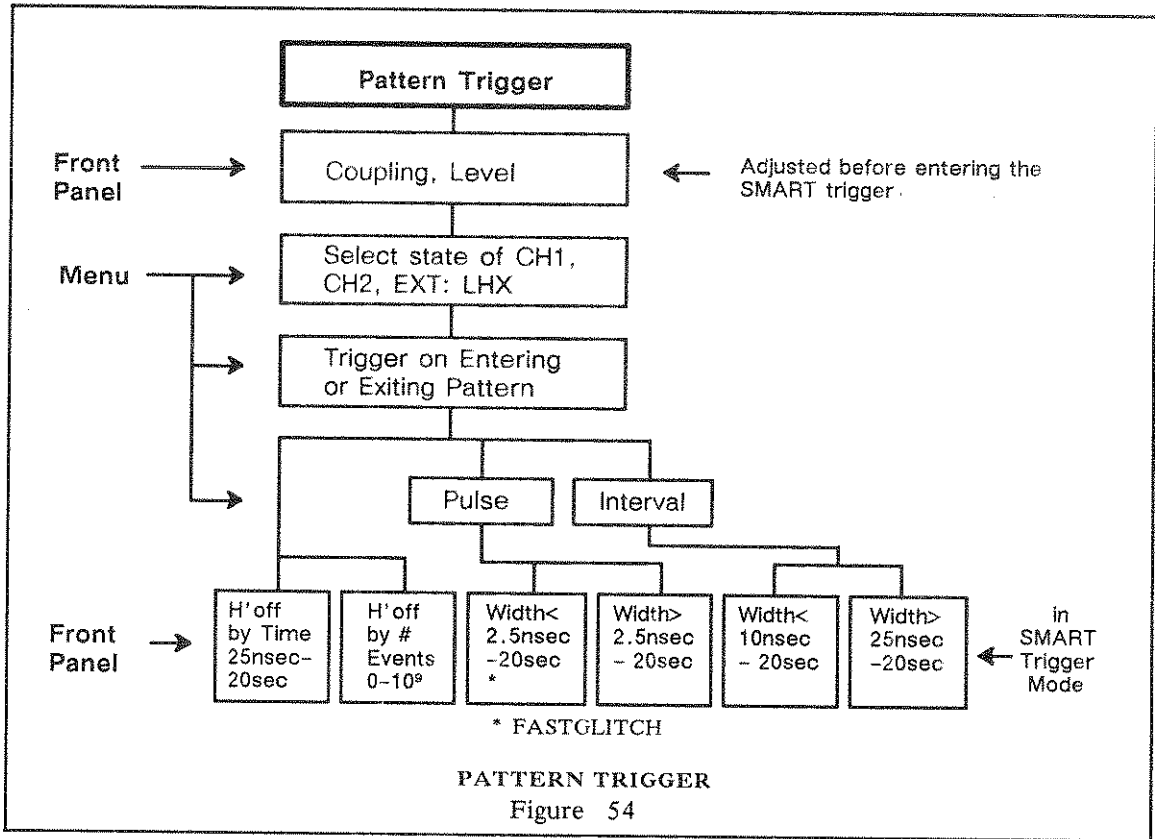 Pattern Trigger
Front
Panel
Coupling, Level
Adjusted before entering the
SMART trigger
Menu
Select state of CH1,
CH2, EXT: LHX
Trigger on Entering
or Exiting Pattern
Pulse
Interval
Front
Panel
H'off
by Time
25nsec-
20sec
H'off
by #
Events
0-10⁹
Width<
2.5nsec
-20sec
*
Width>
2.5nsec
- 20sec
Width<
10nsec
- 20sec
Width>
25nsec
-20sec
in
SMART
Trigger
Mode
* FASTGLITCH
PATTERN TRIGGER
Figure 54